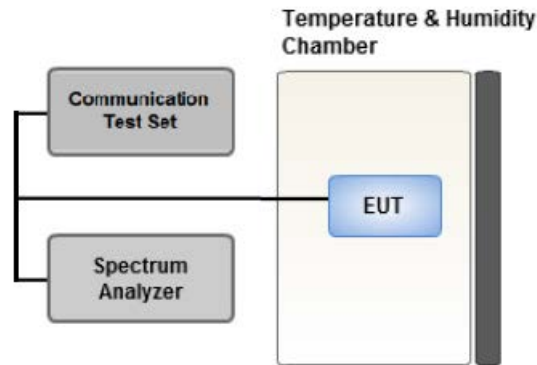 Temperature & Humidity
Chamber
Communication
Test Set
EUT
Spectrum
Analyzer